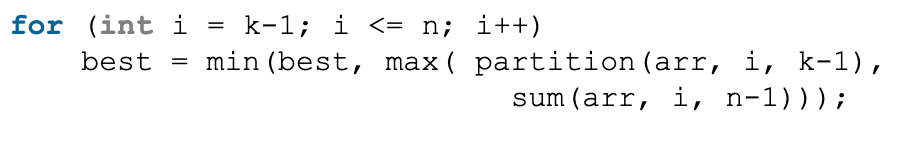 for (int i = k-1; i <= n; i++)
best = min(best, max( partition(arr, i, k-1),
sum(arr, i, n-1)));